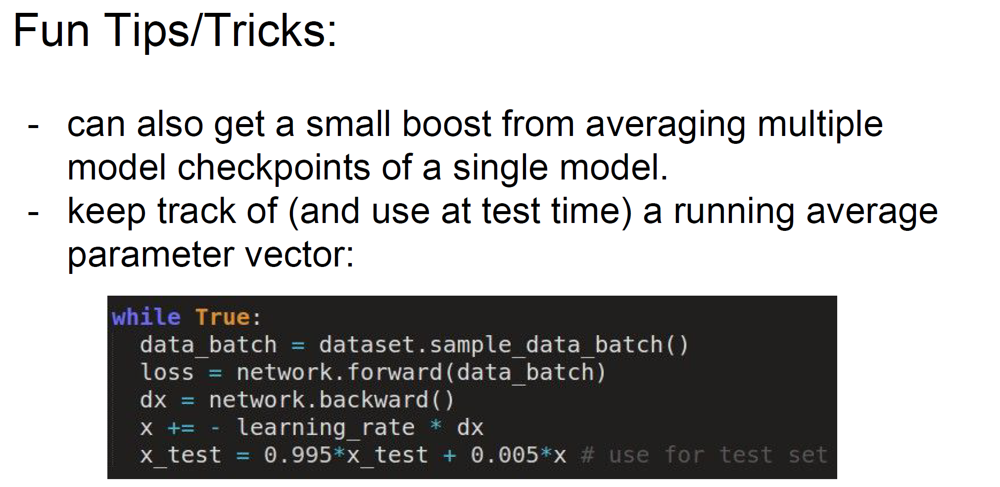 Fun Tips/Tricks:
- can also get a small boost from averaging multiple
model checkpoints of a single model.
- keep track of (and use at test time) a running average
parameter vector:
while True:
data_batch = dataset.sample_data_batch()
loss = network.forward(data_batch)
dx = network.backward()
x += - learning_rate * dx
x_test = 0.995*x_test + 0.005*x # use for test set